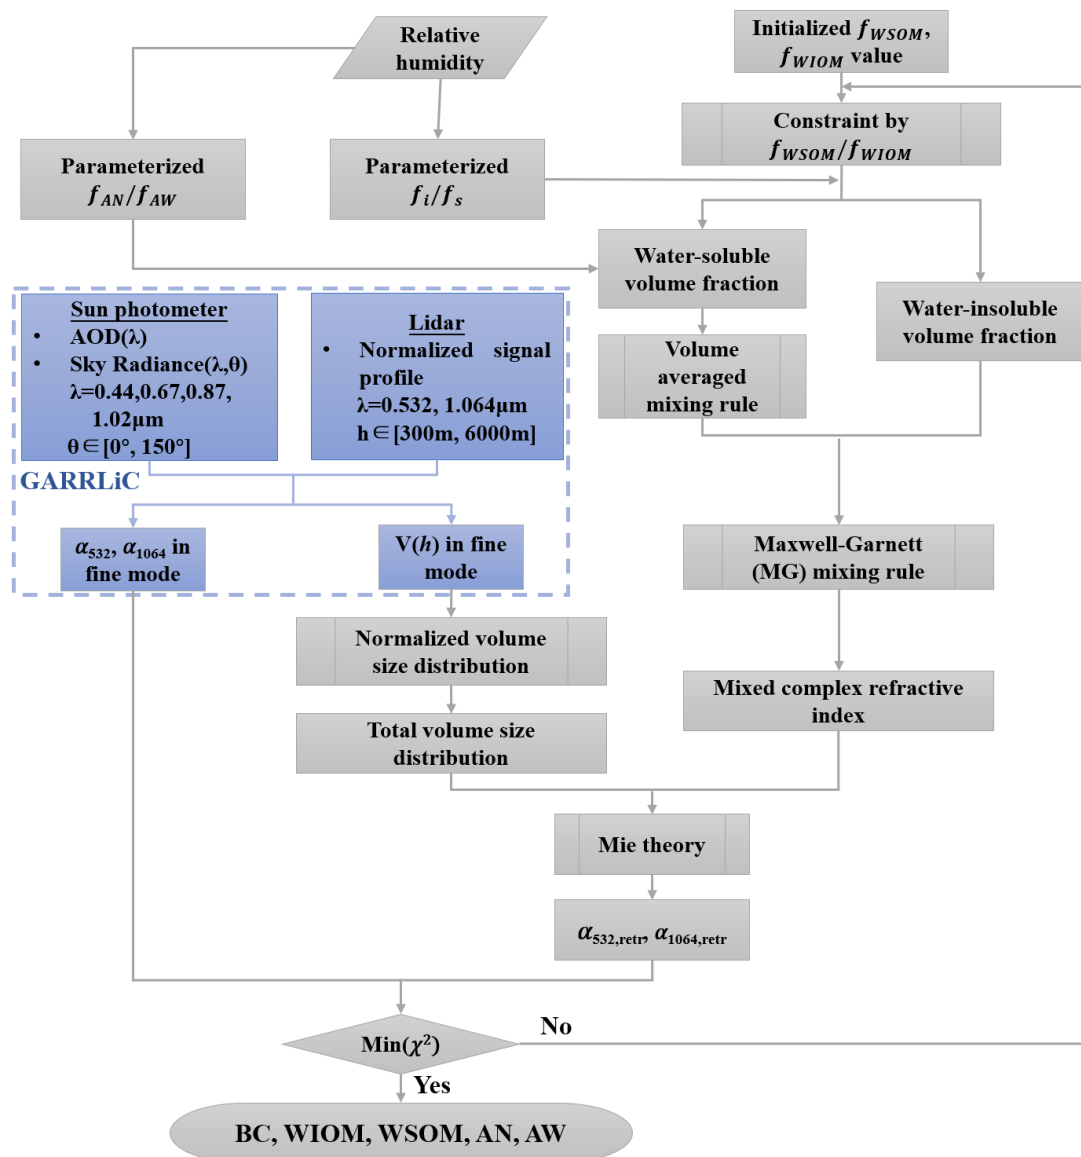 Relative
humidity
Initialized f_WSOM,
f_WIOM value
Constraint by
f_WSOM/f_WIOM
Parameterized
f_AN/f_AW
Parameterized
f_i/f_s
Water-soluble
volume fraction
Water-insoluble
volume fraction
Sun photometer
• AOD(λ)
• Sky Radiance(λ,θ)
λ=0.44,0.67,0.87,
1.02μm
θ∈[0°, 150°]
Lidar
• Normalized signal
profile
λ=0.532, 1.064μm
h∈[300m, 6000m]
Volume
averaged
mixing rule
GARRLiC
α_532, α_1064 in
fine mode
V(h) in fine
mode
Maxwell-Garnett
(MG) mixing rule
Normalized volume
size distribution
Mixed complex refractive
index
Total volume size
distribution
Mie theory
α_532,retr, α_1064,retr
Min(χ²)
No
Yes
BC, WIOM, WSOM, AN, AW